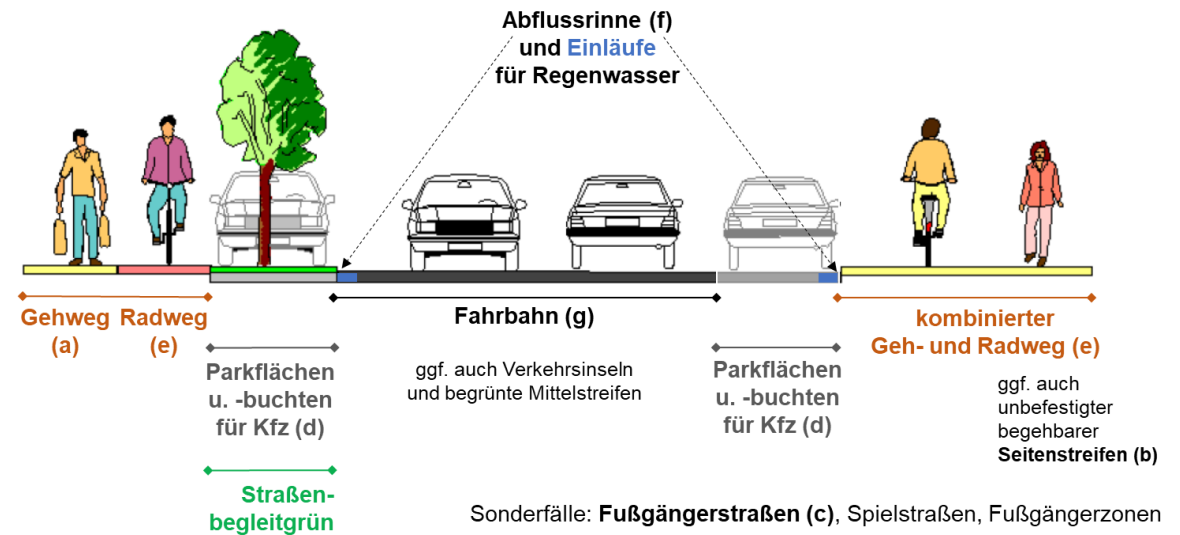 Abflussrinne (f)
und Einläufe
für Regenwasser
Gehweg
(a)
Radweg
(e)
Fahrbahn (g)
kombinierter
Geh- und Radweg (e)
Parkflächen
u. -buchten
für Kfz (d)
ggf. auch Verkehrsinseln
und begrünte Mittelstreifen
Parkflächen
u. -buchten
für Kfz (d)
ggf. auch
unbefestigter
begehbarer
Seitenstreifen (b)
Straßen-
begleitgrün
Sonderfälle: Fußgängerstraßen (c), Spielstraßen, Fußgängerzonen